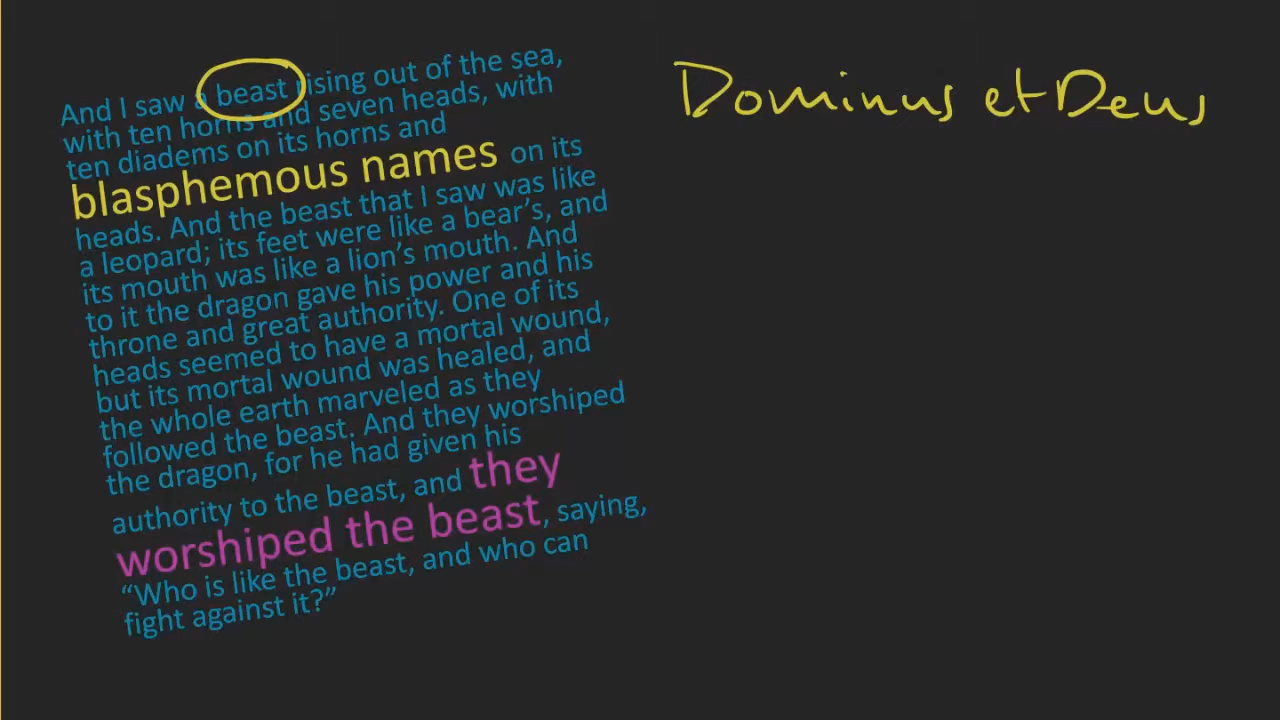 And I saw a beast rising out of the sea,
with ten horns and seven heads, with
ten diadems on its horns and
blasphemous names on its
heads. And the beast that I saw was like
a leopard; its feet were like a bear’s, and
its mouth was like a lion’s mouth. And
to it the dragon gave his power and his
throne and great authority. One of its
heads seemed to have a mortal wound,
but its mortal wound was healed, and
the whole earth marveled as they
followed the beast. And they worshiped
the dragon, for he had given his
authority to the beast, and they
worshiped the beast, saying,
“Who is like the beast, and who can
fight against it?”
Dominus et Deus